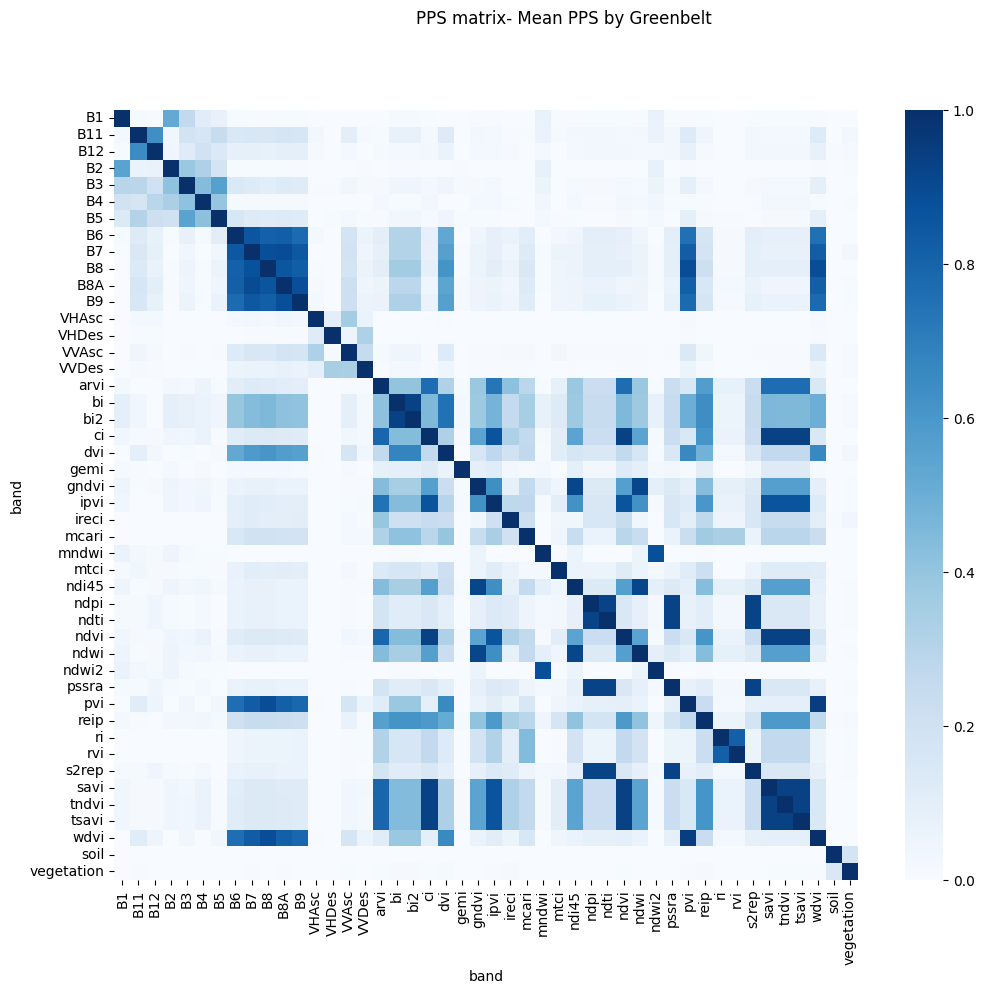 PPS matrix- Mean PPS by Greenbelt
B1
B11
B12
B2
B3
B4
B5
B6
B7
B8
B8A
B9
VHAsc
VHDes
VVAsc
VVDes
arvi
bi
bi2
ci
dvi
gemi
gndvi
ipvi
ireci
mcari
mndwi
mtci
ndi45
ndpi
ndti
ndvi
ndwi
ndwi2
pssra
pvi
reip
ri
rvi
s2rep
savi
tndvi
tsavi
wdvi
soil
vegetation
band
B1
B11
B12
B2
B3
B4
B5
B6
B7
B8
B8A
B9
VHAsc
VHDes
VVAsc
VVDes
arvi
bi
bi2
ci
dvi
gemi
gndvi
ipvi
ireci
mcari
mndwi
mtci
ndi45
ndpi
ndti
ndvi
ndwi
ndwi2
pssra
pvi
reip
ri
rvi
s2rep
savi
tndvi
tsavi
wdvi
soil
vegetation
band
1.0
0.8
0.6
0.4
0.2
0.0